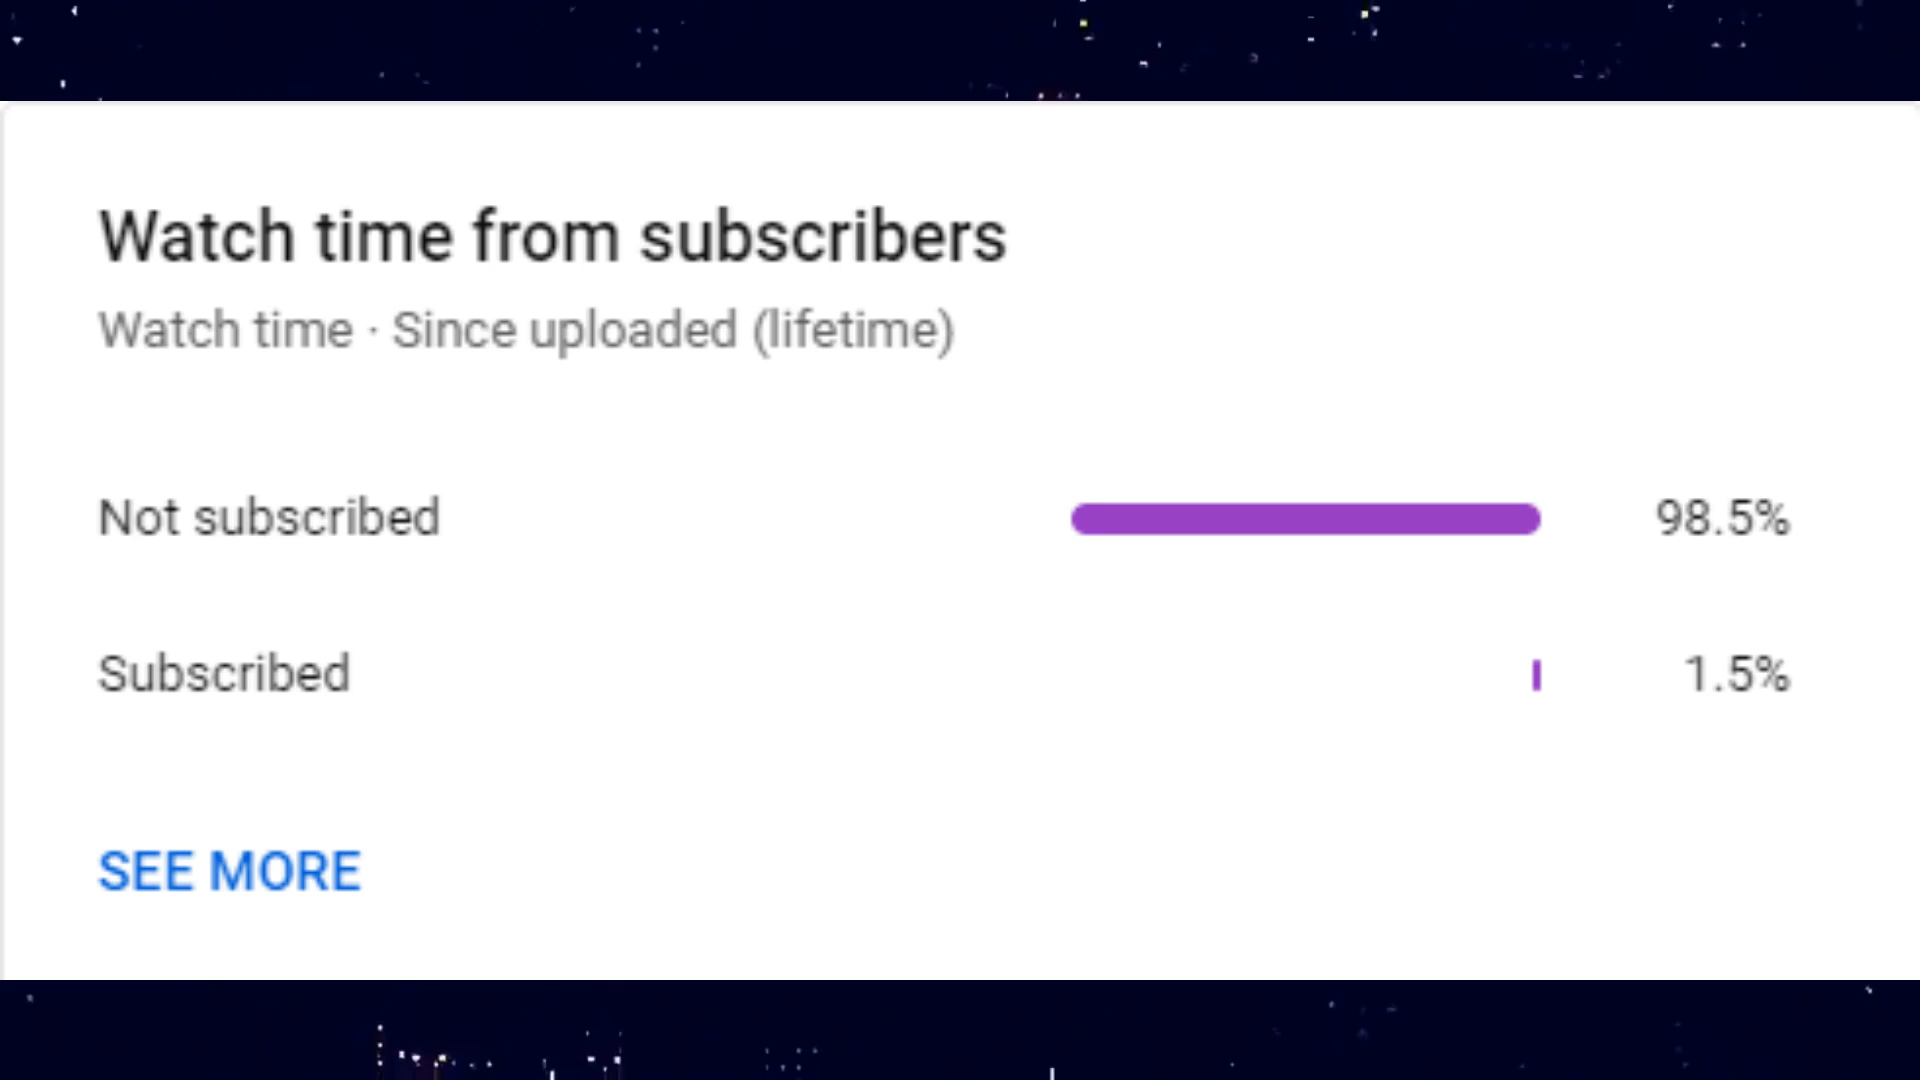 Watch time from subscribers
Watch time · Since uploaded (lifetime)
Not subscribed 98.5%
Subscribed 1.5%
SEE MORE